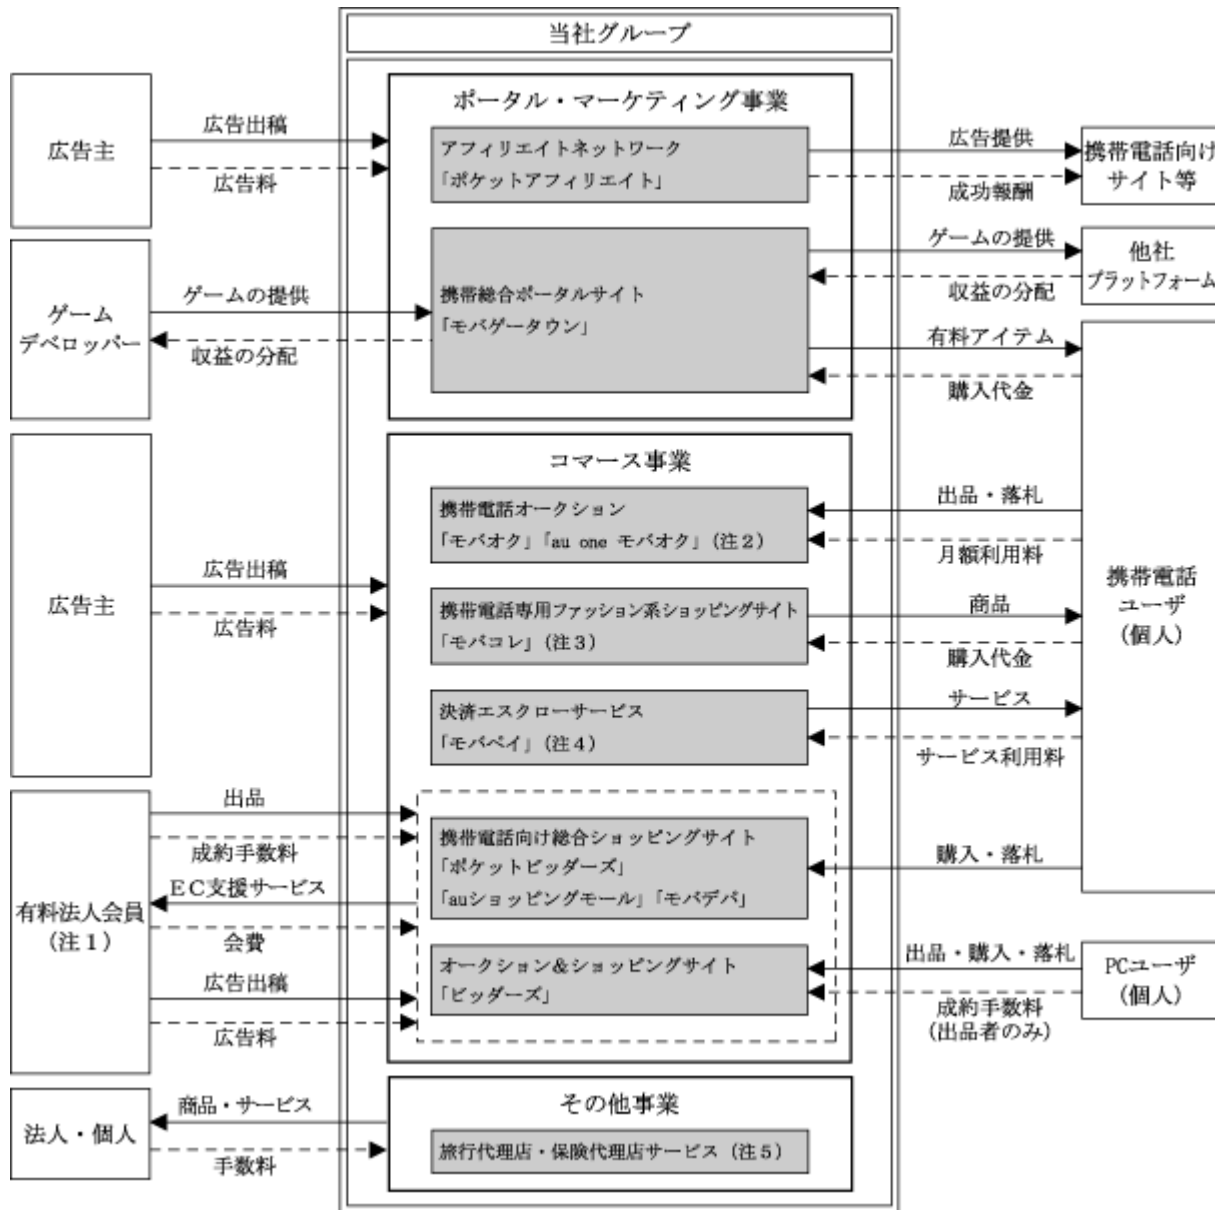 当社グループ
ポータル・マーケティング事業
広告主
広告出稿
広告料
アフィリエイトネットワーク
「ポケットアフィリエイト」
広告提供
成功報酬
携帯電話向け
サイト等
ゲーム
デベロッパー
ゲームの提供
収益の分配
携帯総合ポータルサイト
「モバゲータウン」
ゲームの提供
収益の分配
他社
プラットフォーム
有料アイテム
購入代金
コマース事業
広告主
広告出稿
広告料
携帯電話オークション
「モバオク」「au one モバオク」(注2)
出品・落札
月額利用料
携帯電話専用ファッション系ショッピングサイト
「モバコレ」(注3)
商品
購入代金
決済エスクローサービス
「モバペイ」(注4)
サービス
サービス利用料
携帯電話
ユーザ
(個人)
有料法人会員
(注1)
出品
成約手数料
EC支援サービス
会費
広告出稿
広告料
携帯電話向け総合ショッピングサイト
「ポケットビッダーズ」
「auショッピングモール」「モバデパ」
購入・落札
オークション&ショッピングサイト
「ビッダーズ」
出品・購入・落札
成約手数料
(出品者のみ)
PCユーザ
(個人)
その他事業
法人・個人
商品・サービス
手数料
旅行代理店・保険代理店サービス (注5)